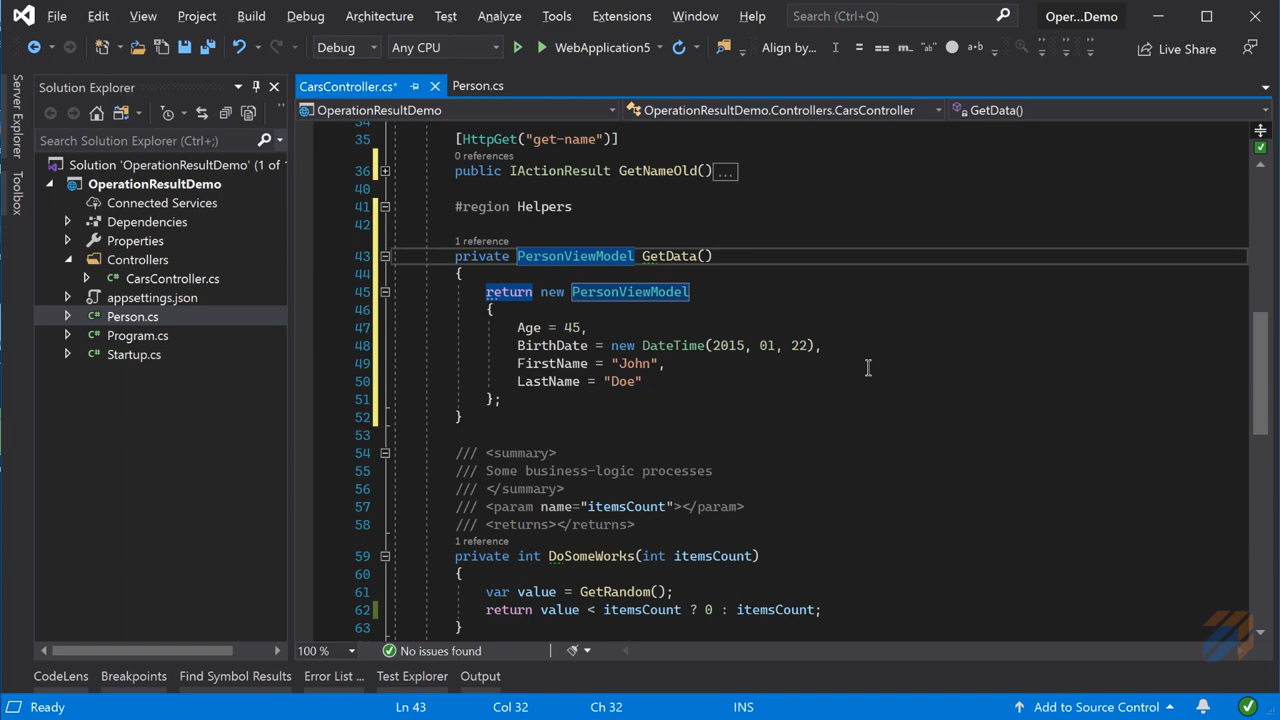 File Edit View Project Build Debug Architecture Test Analyze Tools Extensions Window Help Search (Ctrl+Q) Oper...Demo
Debug Any CPU WebApplication5 Align by... Live Share
Server Explorer
Toolbox
Solution Explorer
Search Solution Explorer (Ctrl+;)
Solution 'OperationResultDemo' (1 of 1
OperationResultDemo
Connected Services
Dependencies
Properties
Controllers
C# CarsController.cs
appsettings.json
C# Person.cs
C# Program.cs
C# Startup.cs
CarsController.cs* Person.cs
OperationResultDemo OperationResultDemo.Controllers.CarsController GetData()
34
35 [HttpGet("get-name")]
0 references
36 public IActionResult GetNameOld()...
40
41 #region Helpers
42
1 reference
43 private PersonViewModel GetData()
44 {
45 return new PersonViewModel
46 {
47 Age = 45,
48 BirthDate = new DateTime(2015, 01, 22),
49 FirstName = "John",
50 LastName = "Doe"
51 };
52 }
53
54 /// <summary>
55 /// Some business-logic processes
56 /// </summary>
57 /// <param name="itemsCount"></param>
58 /// <returns></returns>
1 reference
59 private int DoSomeWorks(int itemsCount)
60 {
61 var value = GetRandom();
62 return value < itemsCount ? 0 : itemsCount;
63 }
100 % No issues found
CodeLens Breakpoints Find Symbol Results Error List ... Test Explorer Output
Ready Ln 43 Col 32 Ch 32 INS Add to Source Control